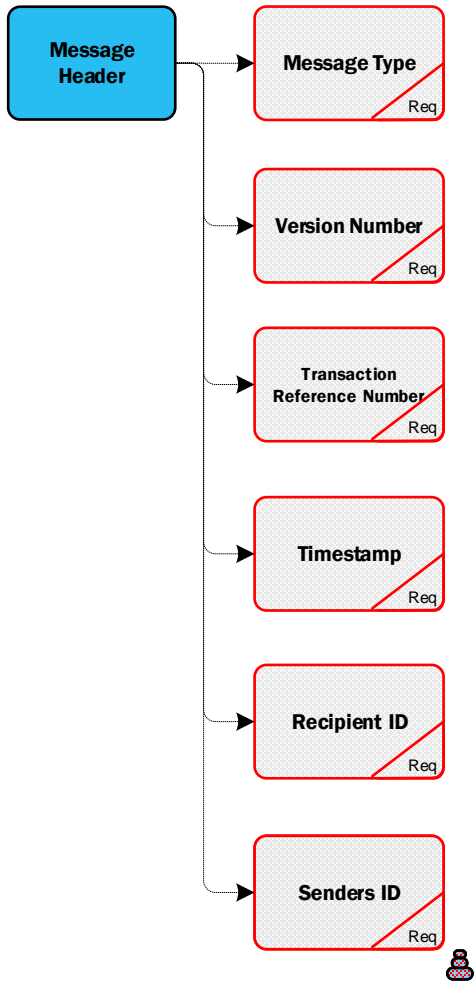 Message
Header
Message Type
Req
Version Number
Req
Transaction
Reference Number
Req
Timestamp
Req
Recipient ID
Req
Senders ID
Req